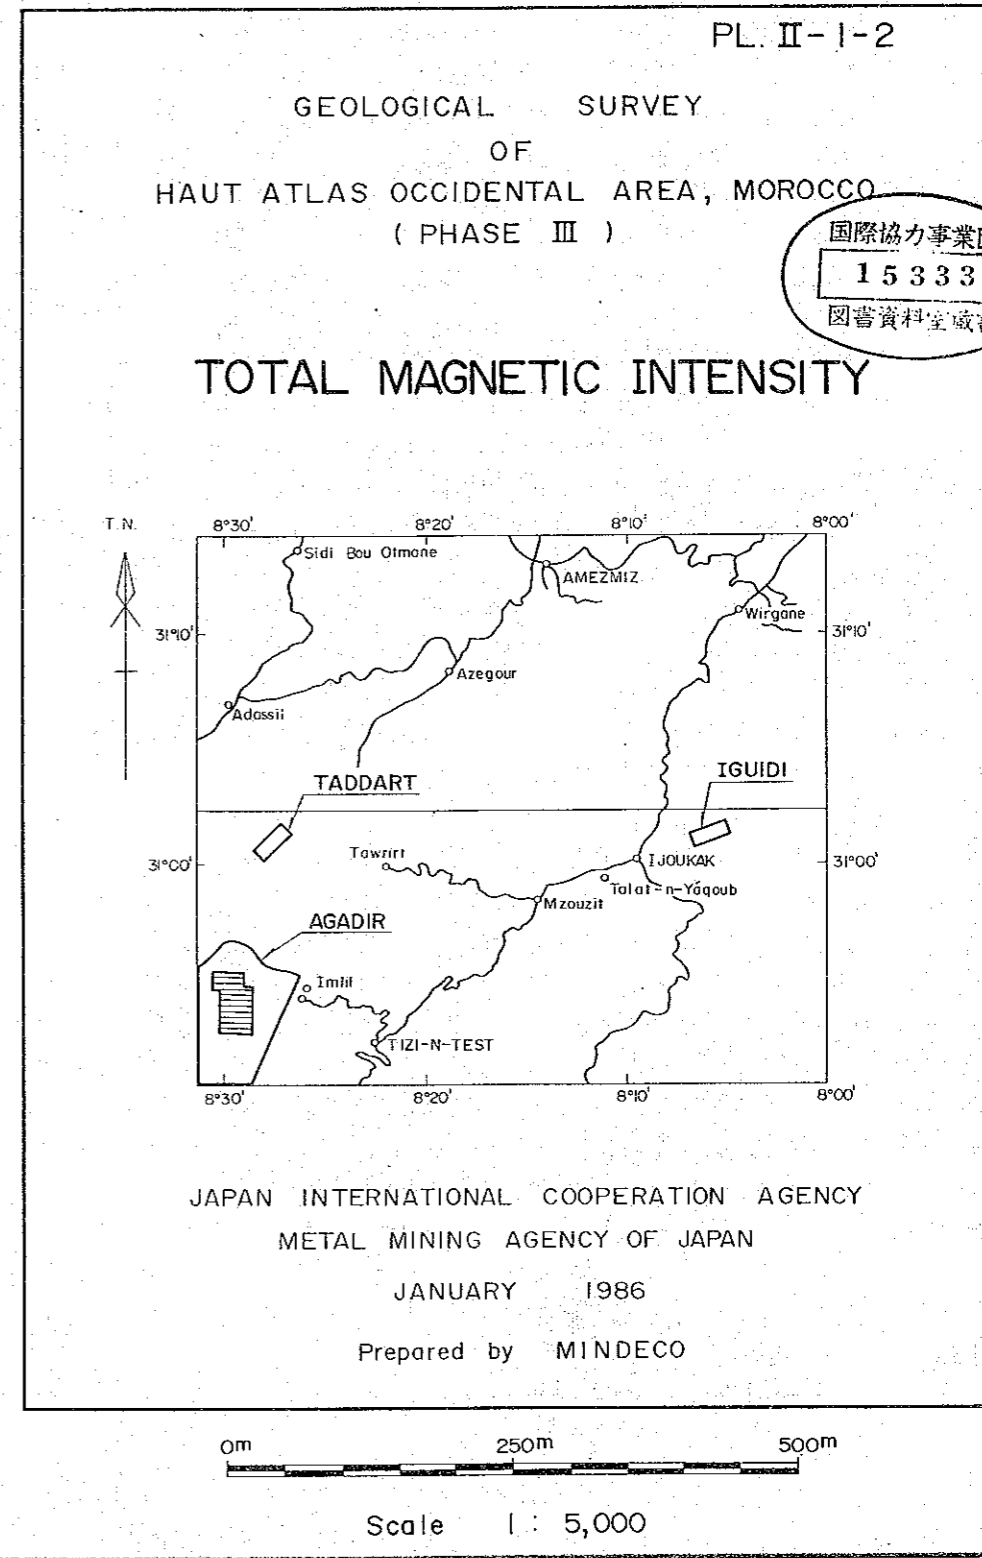 PL. II-1-2
GEOLOGICAL SURVEY
OF
HAUT ATLAS OCCIDENTAL AREA, MOROCCO
( PHASE III )
国際協力事業
15333
図書資料室蔵
TOTAL MAGNETIC INTENSITY
T.N.
8°30' 8°20' 8°10' 8°00'
Sidi Bou Otmane
AMEZMIZ
Wirgane
31°10' 31°10'
Azegour
Adassil
TADDART
IGUIDI
31°00' 31°00'
Tawrirt
IJOUKAK
Talat-n-Yaqoub
Mzouzit
AGADIR
Imlil
TIZI-N-TEST
8°30' 8°20' 8°10' 8°00'
JAPAN INTERNATIONAL COOPERATION AGENCY
METAL MINING AGENCY OF JAPAN
JANUARY 1986
Prepared by MINDECO
0m 250m 500m
Scale 1 : 5,000